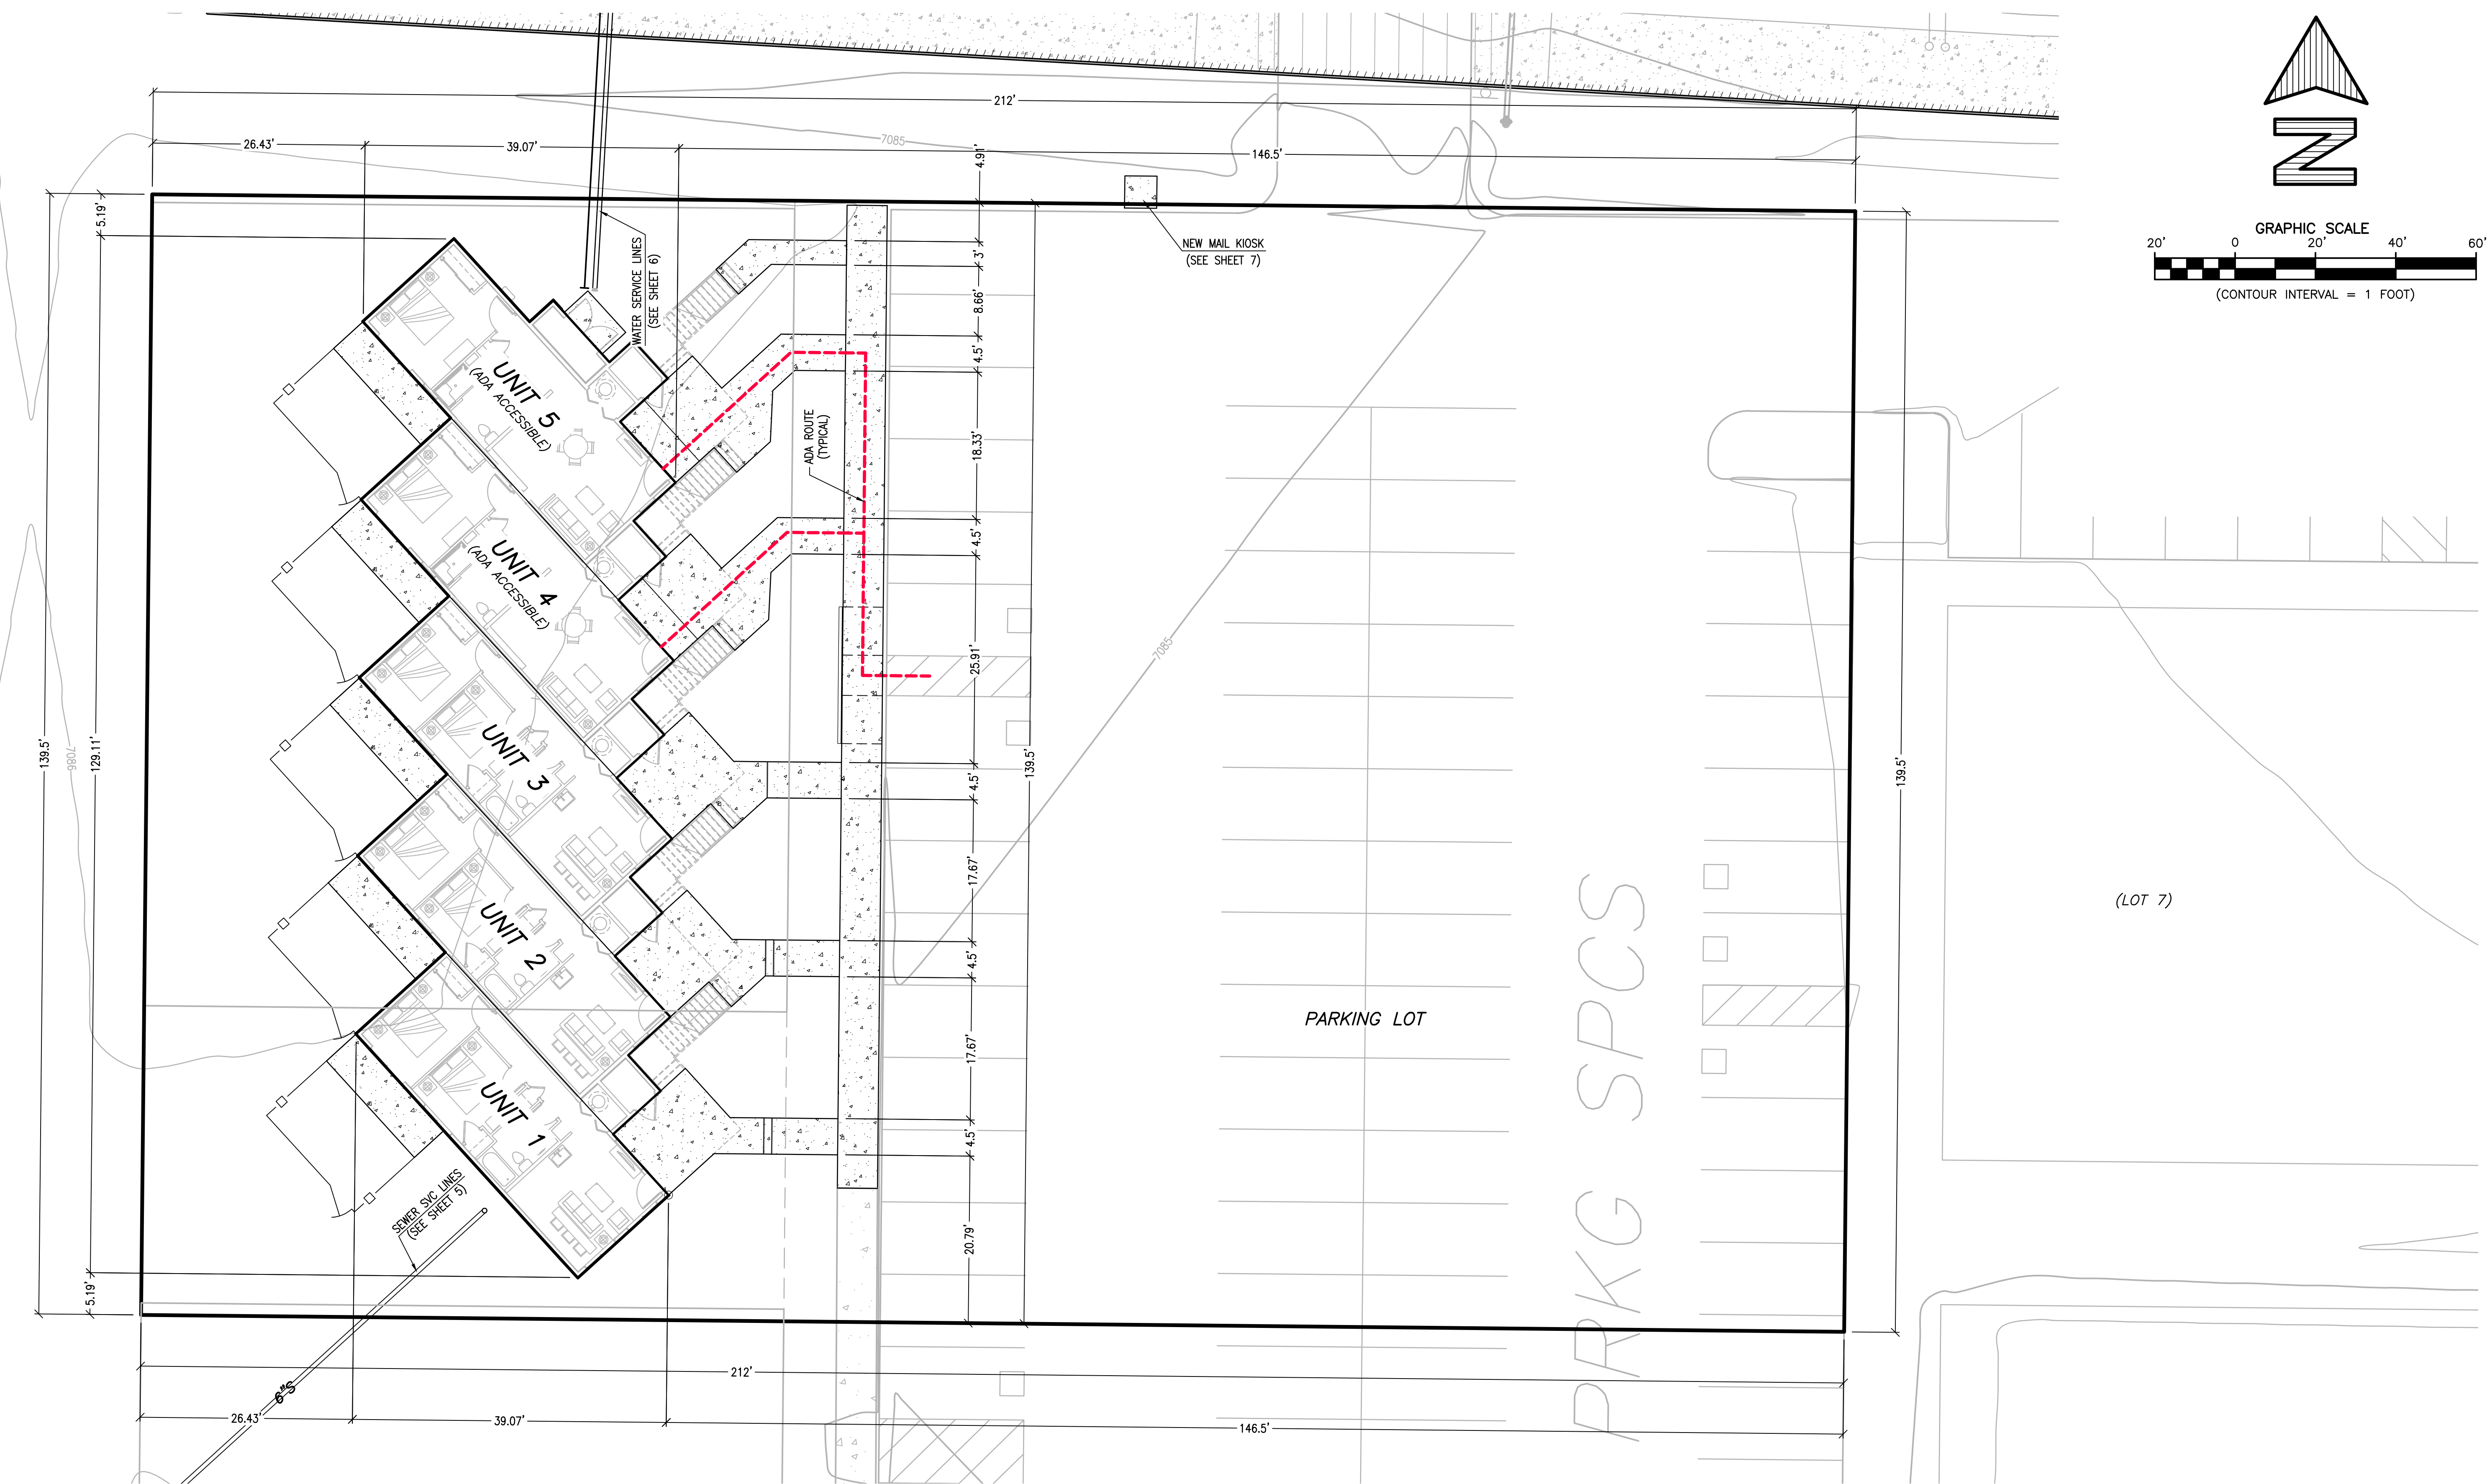 212'
26.43'
39.07'
146.5'
7085
4.91'
5.19'
3'
8.66'
4.5'
18.33'
4.5'
25.91'
4.5'
17.67'
4.5'
17.67'
4.5'
20.79'
139.5'
139.5'
129.11'
5.19'
7086
139.5'
WATER SERVICE LINES
(SEE SHEET 6)
NEW MAIL KIOSK
(SEE SHEET 7)
N
GRAPHIC SCALE
20' 0 20' 40' 60'
(CONTOUR INTERVAL = 1 FOOT)
UNIT 5
(ADA ACCESSIBLE)
ADA ROUTE
(TYPICAL)
UNIT 4
(ADA ACCESSIBLE)
7085
UNIT 3
UNIT 2
UNIT 1
PARKING LOT
PRKG SPCS
(LOT 7)
SEWER SVC LINES
(SEE SHEET 5)
6"S
212'
26.43'
39.07'
146.5'